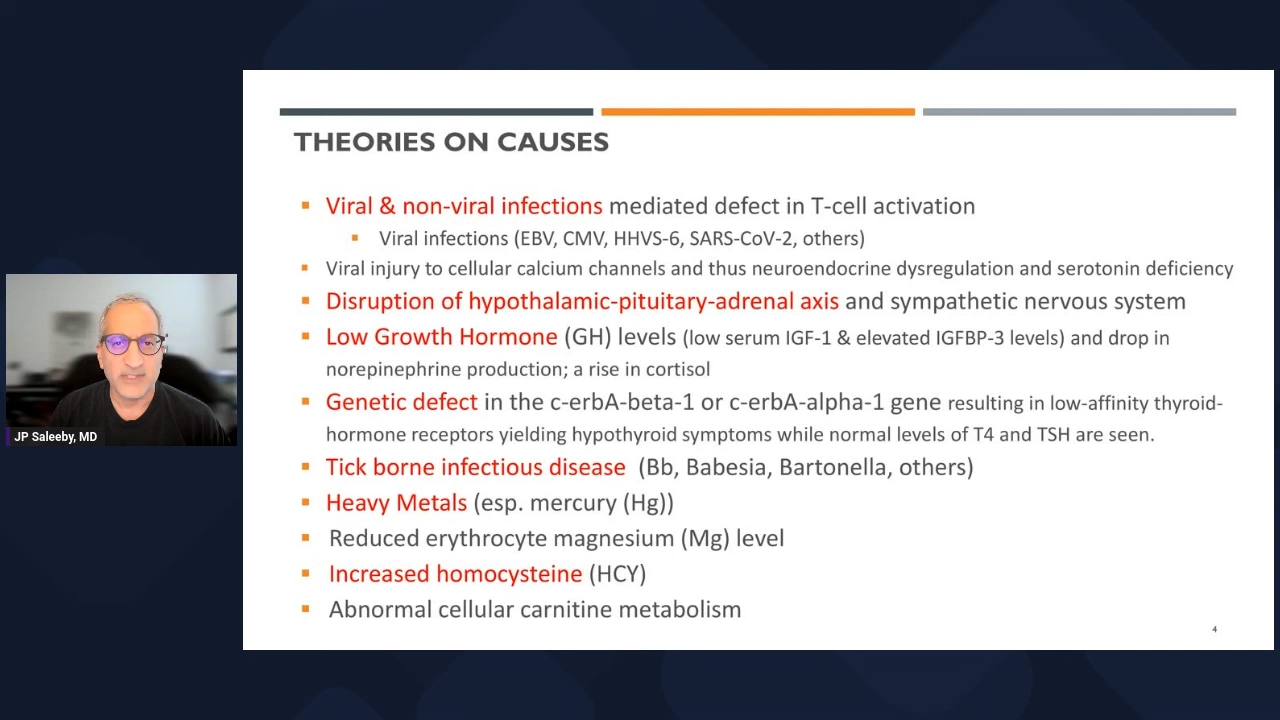 THEORIES ON CAUSES
Viral & non-viral infections mediated defect in T-cell activation
Viral infections (EBV, CMV, HHVS-6, SARS-CoV-2, others)
Viral injury to cellular calcium channels and thus neuroendocrine dysregulation and serotonin deficiency
Disruption of hypothalamic-pituitary-adrenal axis and sympathetic nervous system
Low Growth Hormone (GH) levels (low serum IGF-1 & elevated IGFBP-3 levels) and drop in
norepinephrine production; a rise in cortisol
Genetic defect in the c-erbA-beta-1 or c-erbA-alpha-1 gene resulting in low-affinity thyroid-
hormone receptors yielding hypothyroid symptoms while normal levels of T4 and TSH are seen.
Tick borne infectious disease (Bb, Babesia, Bartonella, others)
Heavy Metals (esp. mercury (Hg))
Reduced erythrocyte magnesium (Mg) level
Increased homocysteine (HCY)
Abnormal cellular carnitine metabolism
4
JP Saleeby, MD